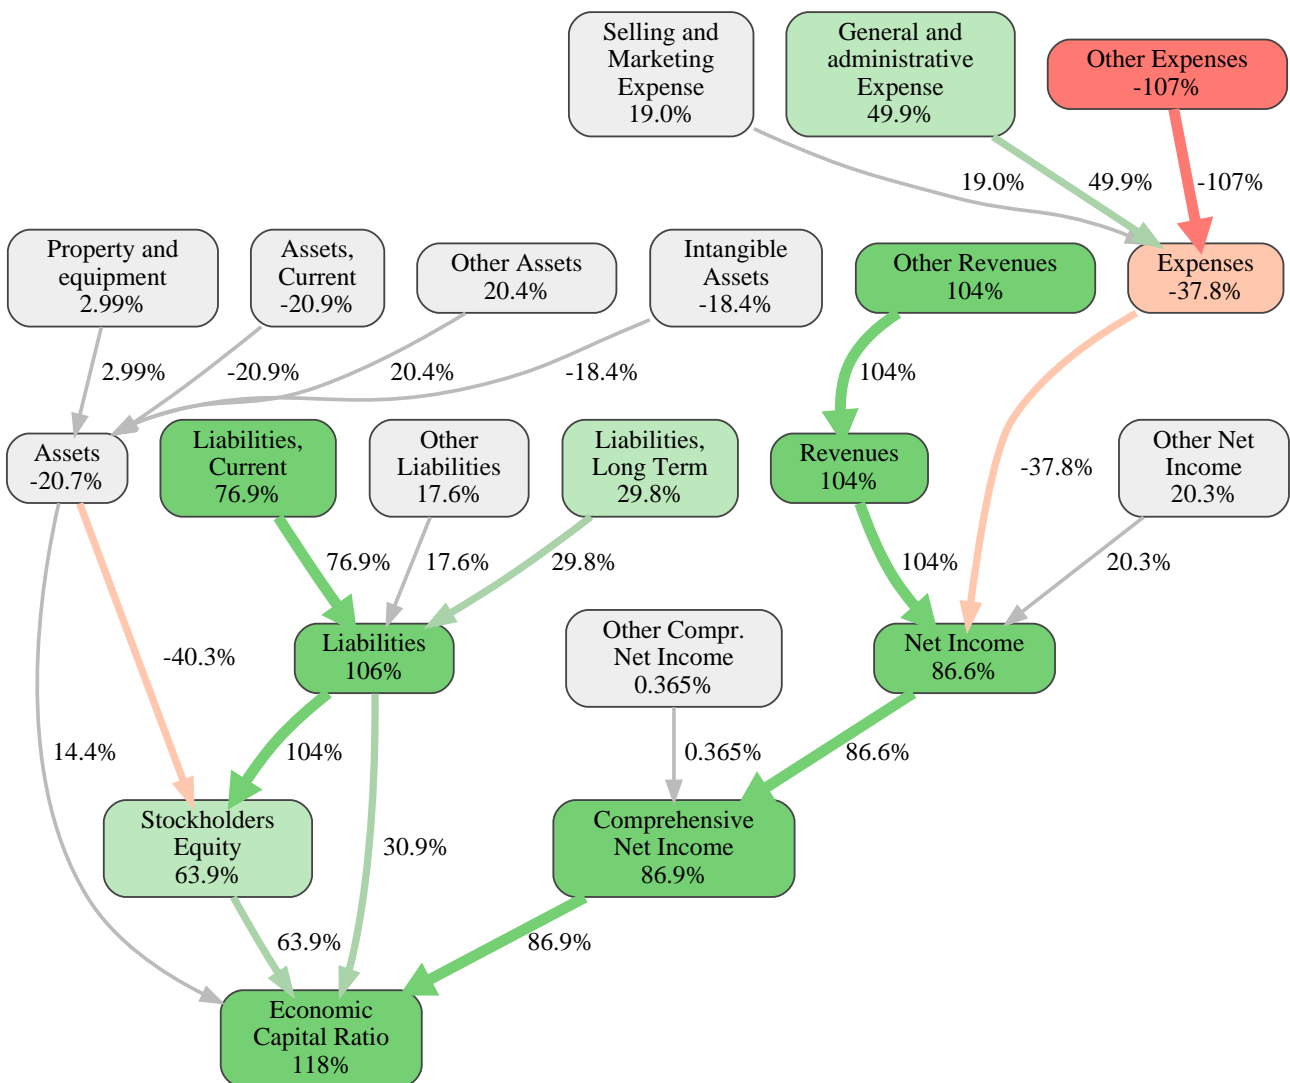 Selling and
Marketing
Expense
19.0%
General and
administrative
Expense
49.9%
Other Expenses
-107%
19.0%
49.9%
-107%
Property and
equipment
2.99%
Assets,
Current
-20.9%
Other Assets
20.4%
Intangible
Assets
-18.4%
Other Revenues
104%
Expenses
-37.8%
2.99%
-20.9%
20.4%
-18.4%
104%
Assets
-20.7%
Liabilities,
Current
76.9%
Other
Liabilities
17.6%
Liabilities,
Long Term
29.8%
Revenues
104%
-37.8%
Other Net
Income
20.3%
76.9%
17.6%
29.8%
104%
20.3%
Liabilities
106%
Other Compr.
Net Income
0.365%
Net Income
86.6%
-40.3%
14.4%
104%
0.365%
86.6%
Stockholders
Equity
63.9%
30.9%
Comprehensive
Net Income
86.9%
63.9%
86.9%
Economic
Capital Ratio
118%